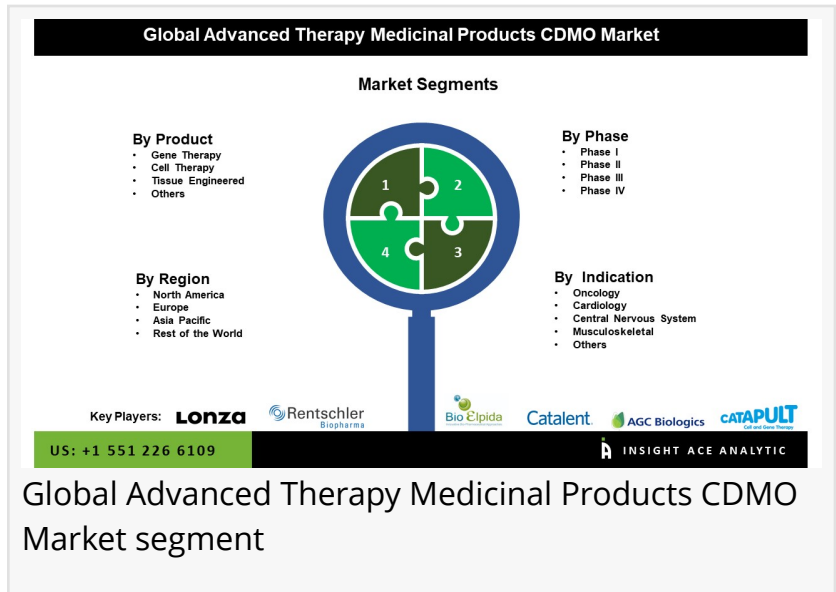 Global Advanced Therapy Medicinal Products CDMO Market
Market Segments
By Product
• Gene Therapy
• Cell Therapy
• Tissue Engineered
• Others
By Phase
• Phase I
• Phase II
• Phase III
• Phase IV
1
2
4
3
By Region
• North America
• Europe
• Asia Pacific
• Rest of the World
By Indication
• Oncology
• Cardiology
• Central Nervous System
• Musculoskeletal
• Others
Key Players:
Lonza
Rentschler
Biopharma
Bio Elpida
Catalent
AGC Biologics
CATAPULT
Cell and Gene Therapy
US: +1 551 226 6109
INSIGHT ACE ANALYTIC
Global Advanced Therapy Medicinal Products CDMO
Market segment